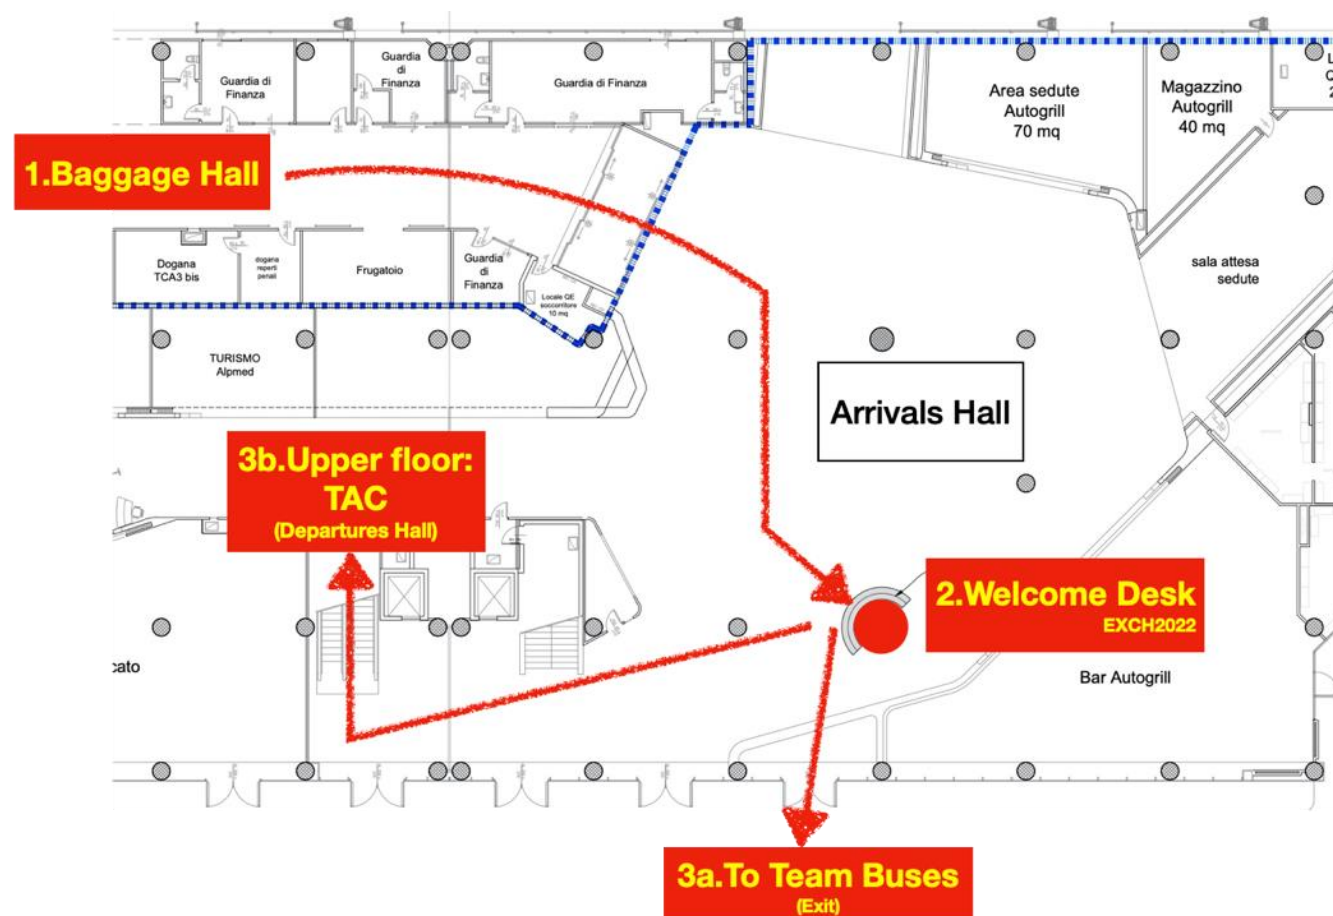 Guardia di
Finanza
Guardia
di
Finanza
Guardia di Finanza
Area sedute
Autogrill
70 mq
Magazzino
Autogrill
40 mq
1.Baggage Hall
Dogana
TCA3 bis
dogana
reperti
penali
Frugatoio
Guardia
di
Finanza
Locale QE
soccorritore
10 mq
sala attesa
sedute
TURISMO
Alpmed
Arrivals Hall
3b.Upper floor:
TAC
(Departures Hall)
2.Welcome Desk
EXCH2022
cato
Bar Autogrill
3a.To Team Buses
(Exit)